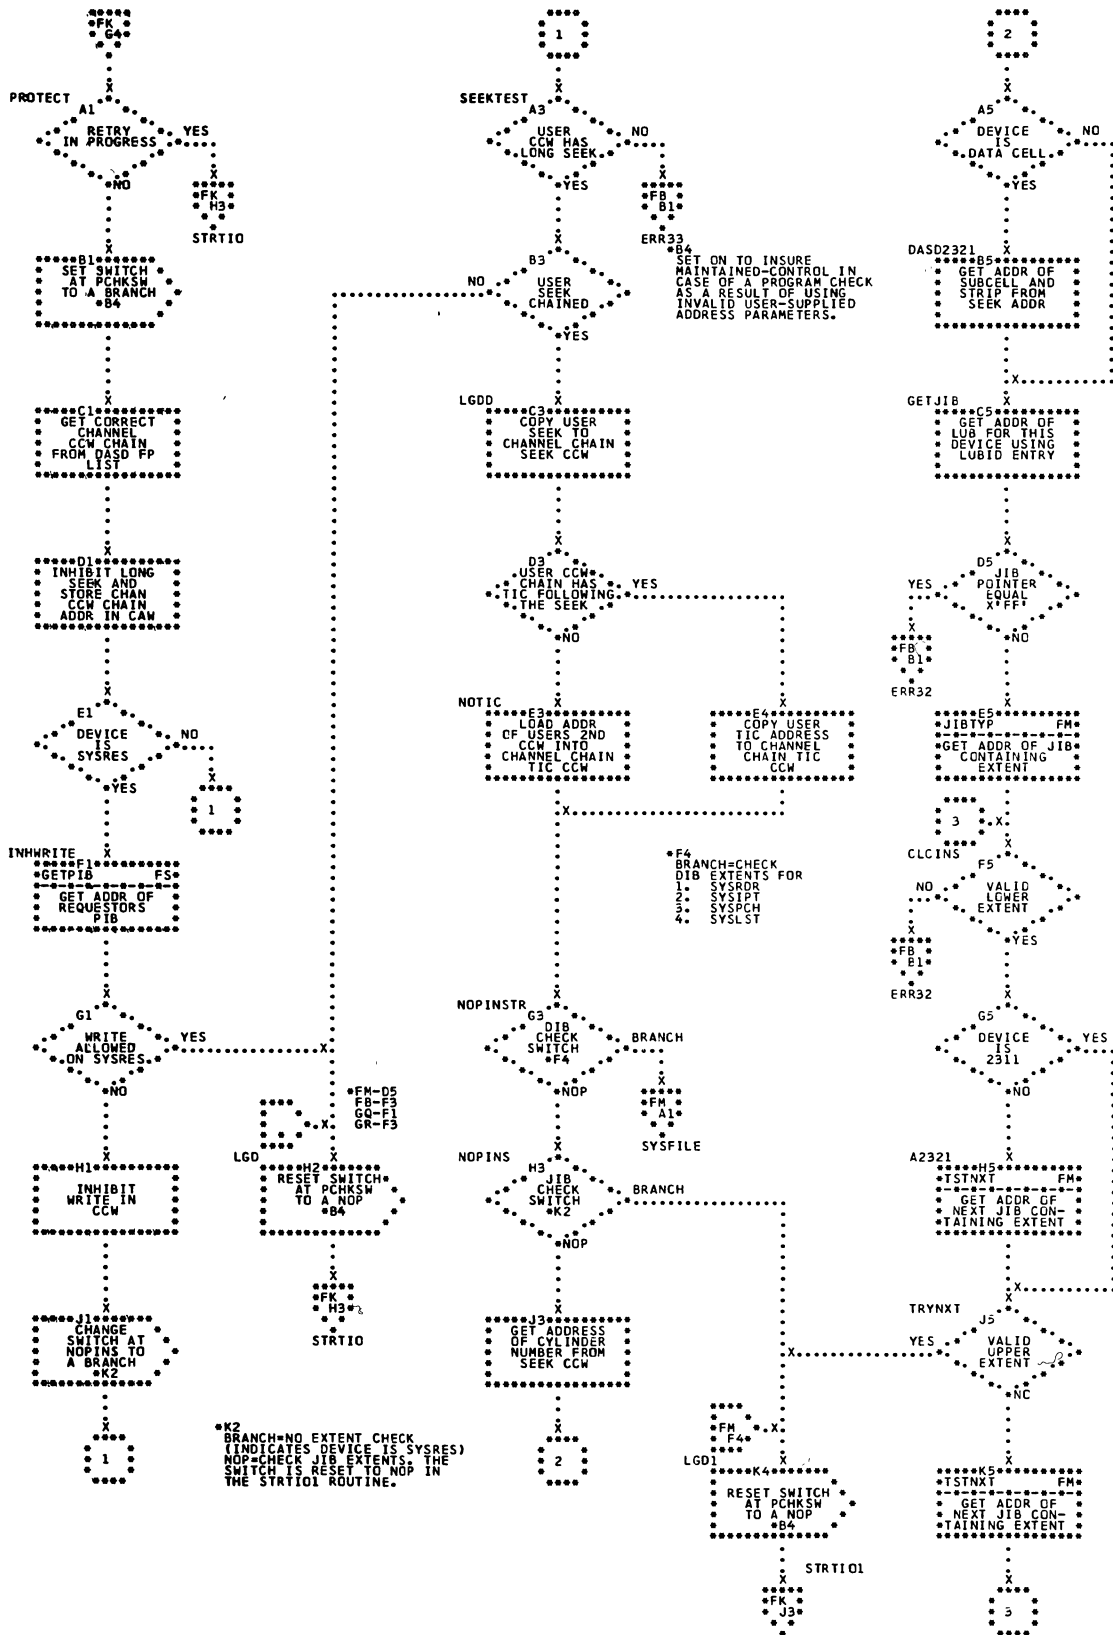 FK
G4
PROTECT
A1
RETRY
IN PROGRESS
YES
NO
FK
H3
STRTIO
B1
SET SWITCH
AT PCHKSW
TO A BRANCH
*B4
C1
GET CORRECT
CHANNEL
CCW CHAIN
FROM DASD FP
LIST
D1
INHIBIT LONG
SEEK AND
STORE CHAN
CCW CHAIN
ADDR IN CAW
E1
DEVICE
IS
SYSRES
NO
YES
1
INHWRITE
F1
GETPIB FS
GET ADDR OF
REQUESTORS
PIB
G1
WRITE
ALLOWED
ON SYSRES
YES
NO
H1
INHIBIT
WRITE IN
CCW
J1
CHANGE
SWITCH AT
NOPINS TO
A BRANCH
*K2
1
*FM-D5
FB-F3
GQ-F1
GR-F3
LGD
H2
RESET SWITCH
AT PCHKSW
TO A NOP
*B4
FK
H3
STRTIO
*K2
BRANCH=NO EXTENT CHECK
(INDICATES DEVICE IS SYSRES)
NOP=CHECK JIB EXTENTS. THE
SWITCH IS RESET TO NOP IN
THE STRTIO1 ROUTINE.
1
SEEKTEST
A3
USER
CCW HAS
LONG SEEK
NO
YES
FB
B1
ERR33
*B4
SET ON TO INSURE
MAINTAINED-CONTROL IN
CASE OF A PROGRAM CHECK
AS A RESULT OF USING
INVALID USER-SUPPLIED
ADDRESS PARAMETERS.
B3
USER
SEEK
CHAINED
NO
YES
LGDD
C3
COPY USER
SEEK TO
CHANNEL CHAIN
SEEK CCW
D3
USER CCW
CHAIN HAS
TIC FOLLOWING
THE SEEK
YES
NO
NOTIC
E3
LOAD ADDR
OF USERS 2ND
CCW INTO
CHANNEL CHAIN
TIC CCW
E4
COPY USER
TIC ADDRESS
TO CHANNEL
CHAIN TIC
CCW
*F4
BRANCH=CHECK
DIB EXTENTS FOR
1. SYSRDR
2. SYSIPT
3. SYSPCH
4. SYSLST
NOPINSTR
G3
DIB
CHECK
SWITCH
*F4
BRANCH
NOP
FM
A1
SYSFILE
NOPINS
H3
JIB
CHECK
SWITCH
*K2
BRANCH
NOP
J3
GET ADDRESS
OF CYLINDER
NUMBER FROM
SEEK CCW
2
FM
F4
LGD1
K4
RESET SWITCH
AT PCHKSW
TO A NOP
*B4
STRTIO1
FK
J3
2
A5
DEVICE
IS
DATA CELL
NO
YES
DASD2321
B5
GET ADDR OF
SUBCELL AND
STRIP FROM
SEEK ADDR
GETJIB
C5
GET ADDR OF
LUB FOR THIS
DEVICE USING
LUBID ENTRY
D5
JIB
POINTER
EQUAL
X'FF'
YES
NO
FB
B1
ERR32
E5
JIBTYP FM
GET ADDR OF JIB
CONTAINING
EXTENT
3
CLCINS
F5
VALID
LOWER
EXTENT
NO
YES
FB
B1
ERR32
G5
DEVICE
IS
2311
YES
NO
A2321
H5
TSTNXT FM
GET ADDR OF
NEXT JIB CON-
TAINING EXTENT
TRYNXT
J5
VALID
UPPER
EXTENT
YES
NO
K5
TSTNXT FM
GET ADDR OF
NEXT JIB CON-
TAINING EXTENT
3